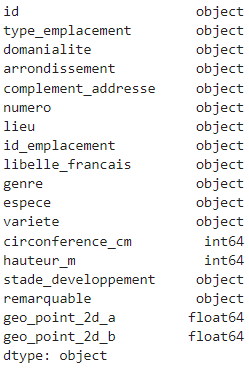 id object
type_emplacement object
domanialite object
arrondissement object
complement_addresse object
numero object
lieu object
id_emplacement object
libelle_francais object
genre object
espece object
variete object
circonference_cm int64
hauteur_m int64
stade_developpement object
remarquable object
geo_point_2d_a float64
geo_point_2d_b float64
dtype: object